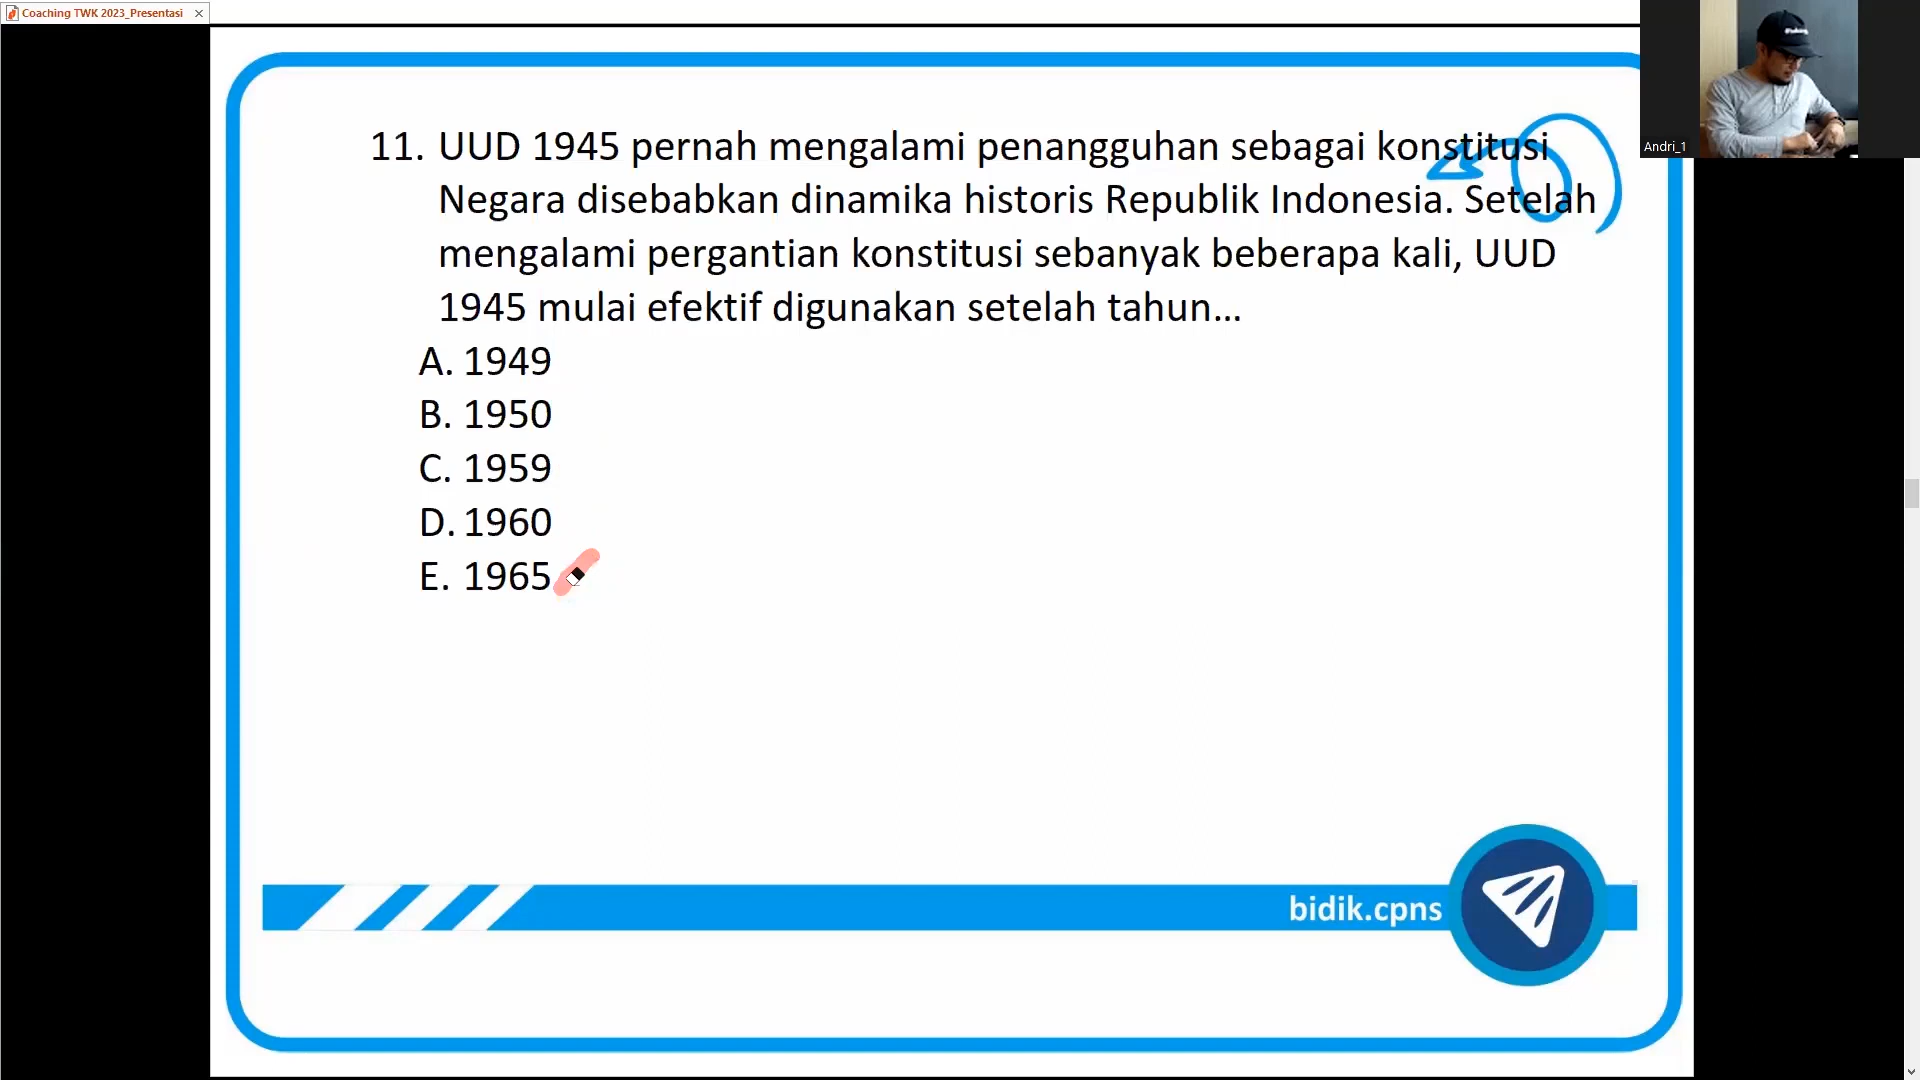 Coaching TWK 2023_Presentasi
Andri_1
11. UUD 1945 pernah mengalami penangguhan sebagai konstitusi
Negara disebabkan dinamika historis Republik Indonesia. Setelah
mengalami pergantian konstitusi sebanyak beberapa kali, UUD
1945 mulai efektif digunakan setelah tahun...
A. 1949
B. 1950
C. 1959
D. 1960
E. 1965
bidik.cpns